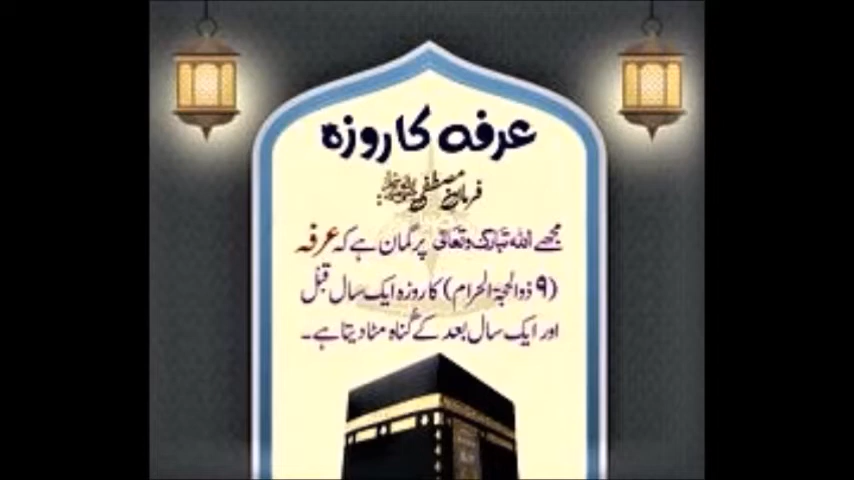 عرفہ کا روزہ
فرمانِ مصطفٰی ﷺ:
مجھے اللہ تبارک وتعالیٰ پر گمان ہے کہ عرفہ
(۹ ذوالحجۃ الحرام) کا روزہ ایک سال قبل
اور ایک سال بعد کے گناہ مٹا دیتا ہے۔